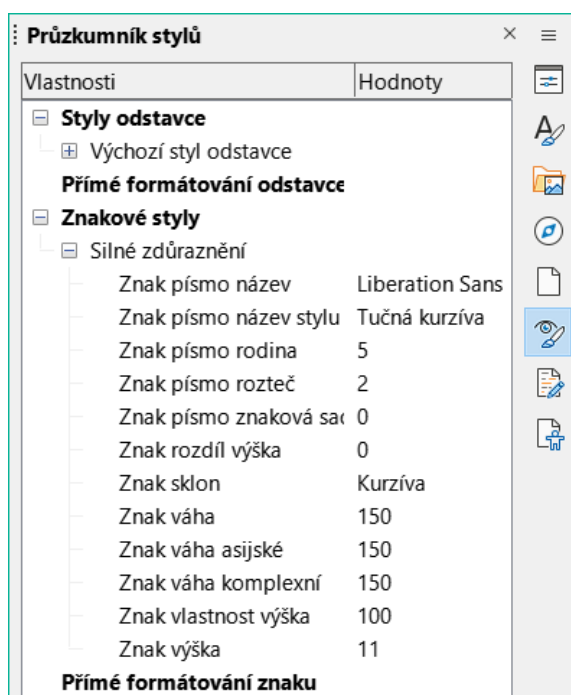 Průzkumník stylů
Vlastnosti Hodnoty
Styly odstavce
Výchozí styl odstavce
Přímé formátování odstavce
Znakové styly
Silné zdůraznění
Znak písmo název Liberation Sans
Znak písmo název stylu Tučná kurzíva
Znak písmo rodina 5
Znak písmo rozteč 2
Znak písmo znaková sad 0
Znak rozdíl výška 0
Znak sklon Kurzíva
Znak váha 150
Znak váha asijské 150
Znak váha komplexní 150
Znak vlastnost výška 100
Znak výška 11
Přímé formátování znaku